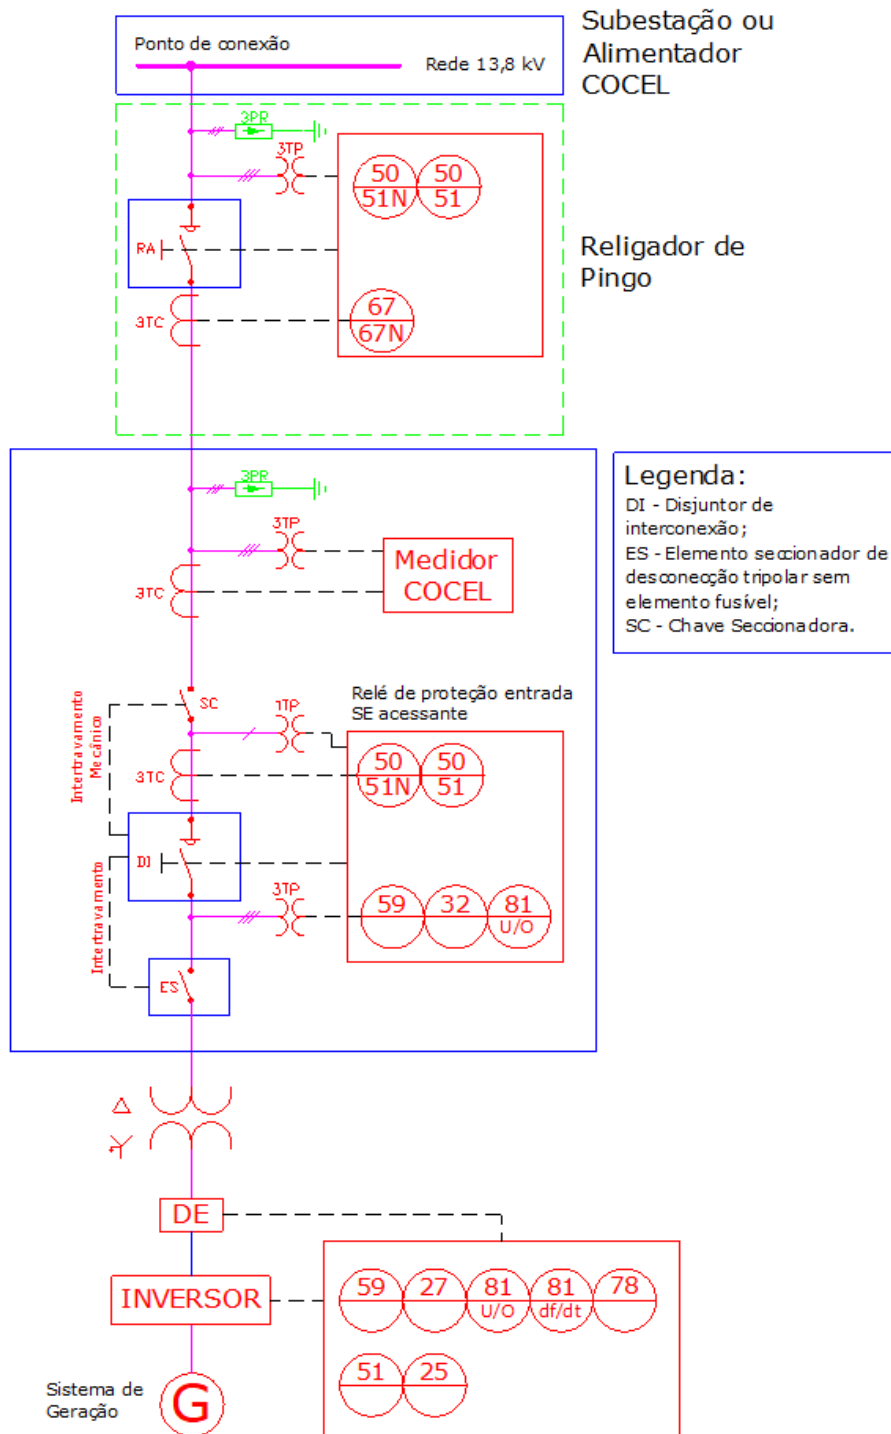 Subestação ou
Alimentador
COCEL
Ponto de conexão
Rede 13,8 kV
3PR
3TP
50
51N
50
51
RA
Religador de
Pingo
3TC
67
67N
3PR
3TP
Medidor
COCEL
3TC
Legenda:
DI - Disjuntor de
interconexão;
ES - Elemento seccionador de
desconecção tripolar sem
elemento fusível;
SC - Chave Seccionadora.
SC
Intertravamento
Mecânico
1TP
Relé de proteção entrada
SE acessante
50
51N
50
51
3TC
DI
Intertravamento
3TP
59
32
81
U/O
ES
DE
INVERSOR
59
27
81
U/O
81
df/dt
78
51
25
Sistema de
Geração
G